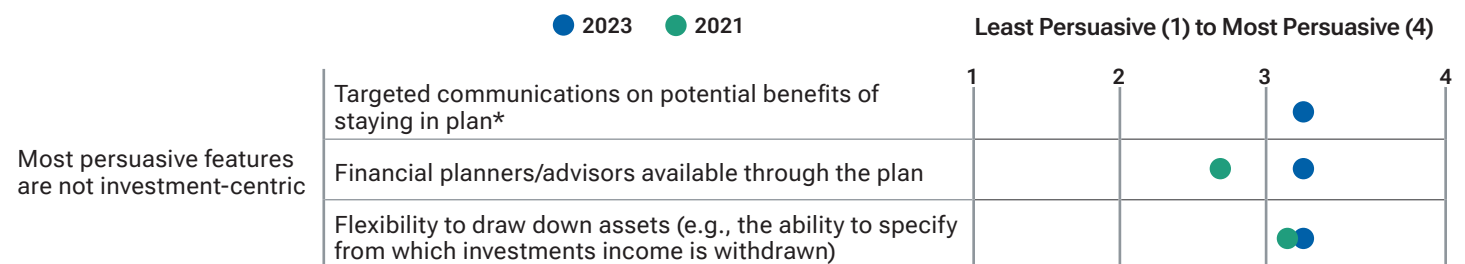 2023 2021 Least Persuasive (1) to Most Persuasive (4)
1 2 3 4
Targeted communications on potential benefits of
staying in plan*
Most persuasive features
are not investment-centric
Financial planners/advisors available through the plan
Flexibility to draw down assets (e.g., the ability to specify
from which investments income is withdrawn)